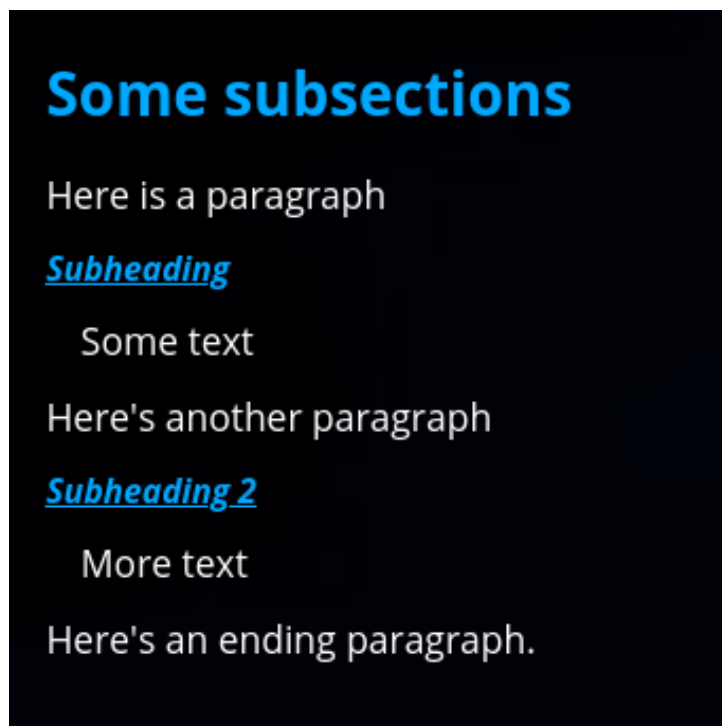 Some subsections
Here is a paragraph
Subheading
Some text
Here's another paragraph
Subheading 2
More text
Here's an ending paragraph.